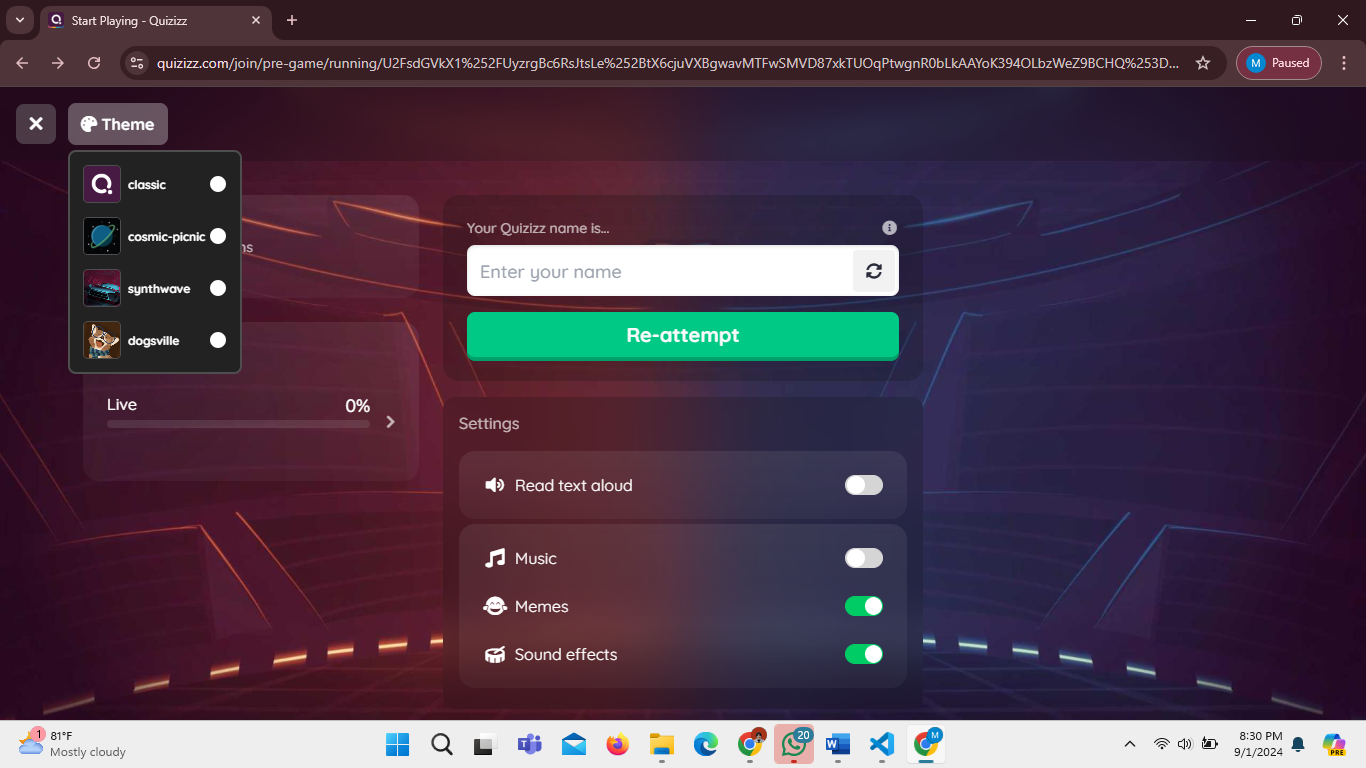 Start Playing - Quizizz
quizizz.com/join/pre-game/running/U2FsdGVkX1%252FUyzrgBc6RsJtsLe%252BtX6cjuVXBgwavMTFwSMVD87xkTUOqPtwgnR0bLkAAYoK394OLbzWeZ9BCHQ%253D...
M Paused
Theme
classic
cosmic-picnic
synthwave
dogsville
ns
Live 0%
Your Quizizz name is...
Enter your name
Re-attempt
Settings
Read text aloud
Music
Memes
Sound effects
1
81°F
Mostly cloudy
20
M
8:30 PM
9/1/2024
PRE